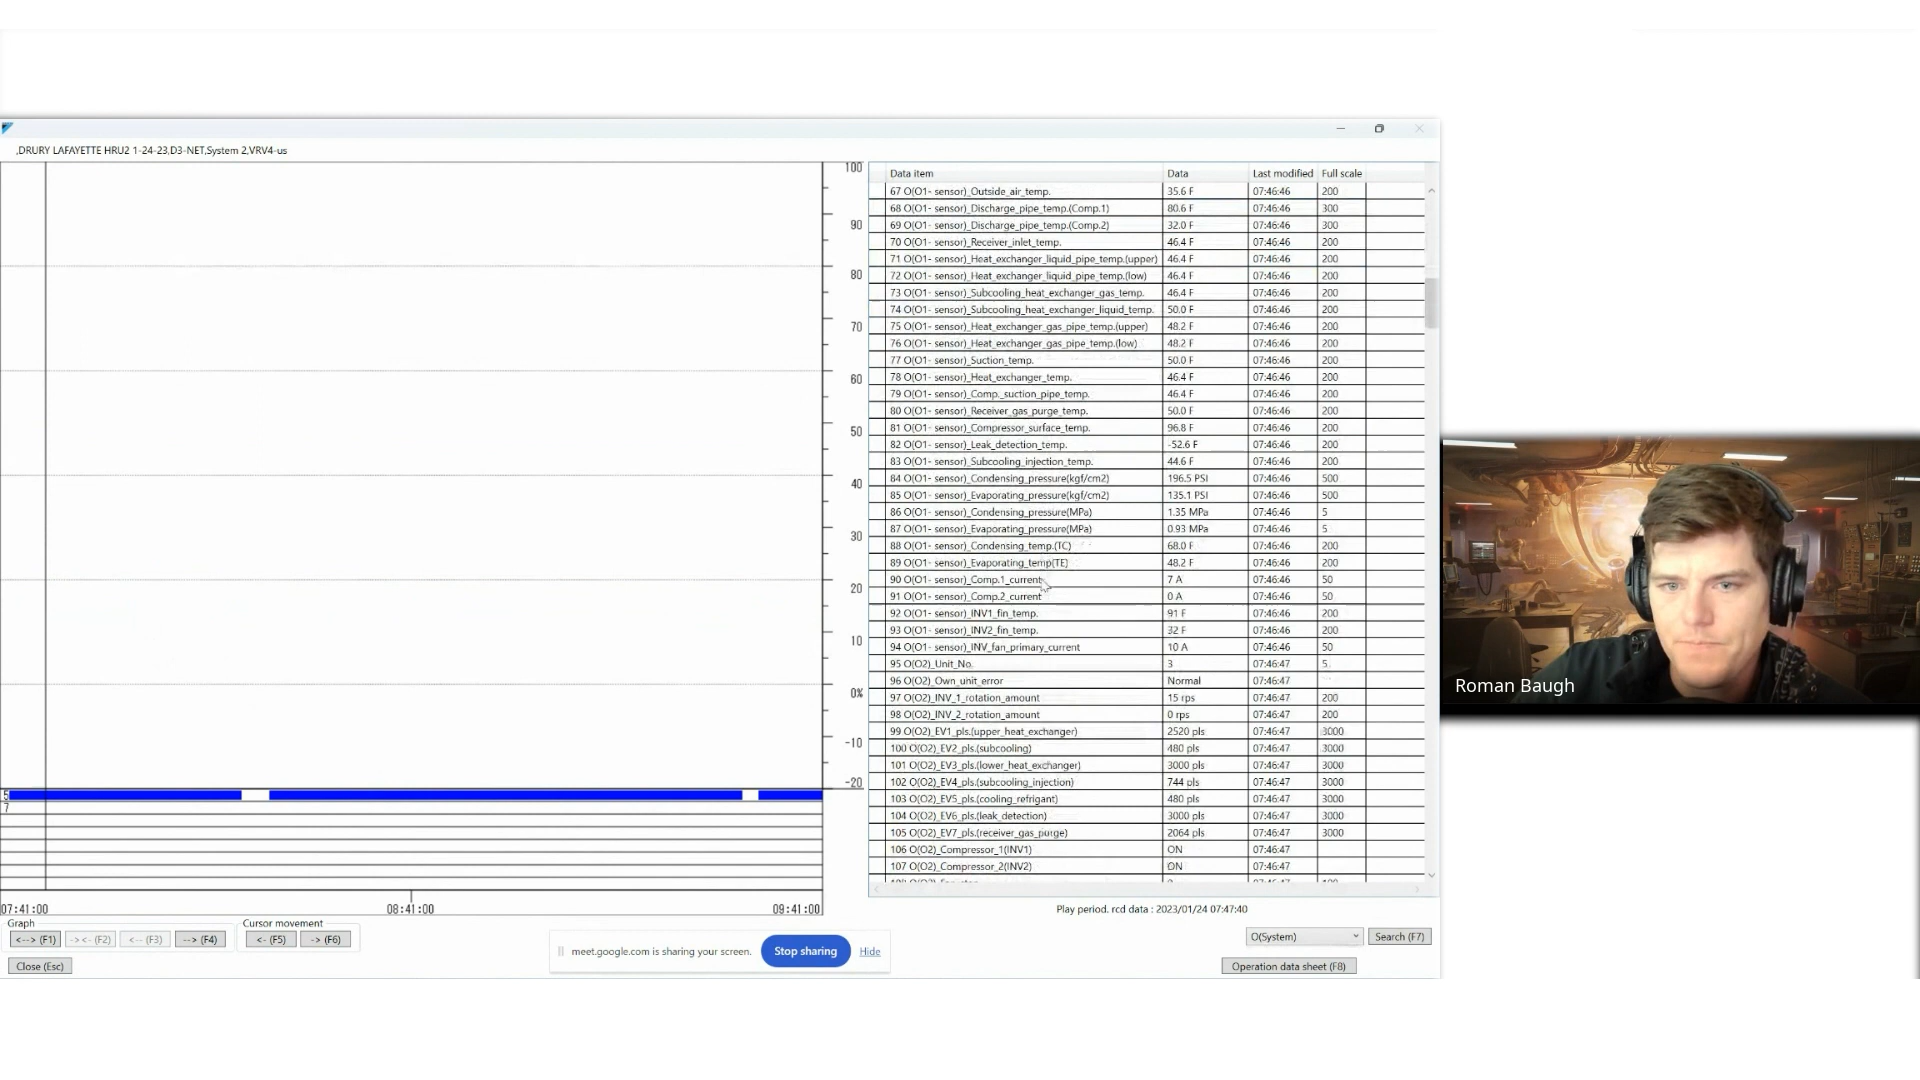 ,DRURY LAFAYETTE HRU2 1-24-23,D3-NET,System 2,VRV4-us
100
90
80
70
60
50
40
30
20
10
0%
-10
-20
5
7
07:41:00 08:41:00 09:41:00
Graph
<--> (F1) -> <- (F2) <-- (F3) --> (F4)
Cursor movement
<- (F5) -> (F6)
Close (Esc)
Data item Data Last modified Full scale
67 O(O1- sensor)_Outside_air_temp. 35.6 F 07:46:46 200
68 O(O1- sensor)_Discharge_pipe_temp.(Comp.1) 80.6 F 07:46:46 300
69 O(O1- sensor)_Discharge_pipe_temp.(Comp.2) 32.0 F 07:46:46 300
70 O(O1- sensor)_Receiver_inlet_temp. 46.4 F 07:46:46 200
71 O(O1- sensor)_Heat_exchanger_liquid_pipe_temp.(upper) 46.4 F 07:46:46 200
72 O(O1- sensor)_Heat_exchanger_liquid_pipe_temp.(low) 46.4 F 07:46:46 200
73 O(O1- sensor)_Subcooling_heat_exchanger_gas_temp. 46.4 F 07:46:46 200
74 O(O1- sensor)_Subcooling_heat_exchanger_liquid_temp. 50.0 F 07:46:46 200
75 O(O1- sensor)_Heat_exchanger_gas_pipe_temp.(upper) 48.2 F 07:46:46 200
76 O(O1- sensor)_Heat_exchanger_gas_pipe_temp.(low) 48.2 F 07:46:46 200
77 O(O1- sensor)_Suction_temp. 50.0 F 07:46:46 200
78 O(O1- sensor)_Heat_exchanger_temp. 46.4 F 07:46:46 200
79 O(O1- sensor)_Comp._suction_pipe_temp. 46.4 F 07:46:46 200
80 O(O1- sensor)_Receiver_gas_purge_temp. 50.0 F 07:46:46 200
81 O(O1- sensor)_Compressor_surface_temp. 96.8 F 07:46:46 200
82 O(O1- sensor)_Leak_detection_temp. -52.6 F 07:46:46 200
83 O(O1- sensor)_Subcooling_injection_temp. 44.6 F 07:46:46 200
84 O(O1- sensor)_Condensing_pressure(kgf/cm2) 196.5 PSI 07:46:46 500
85 O(O1- sensor)_Evaporating_pressure(kgf/cm2) 135.1 PSI 07:46:46 500
86 O(O1- sensor)_Condensing_pressure(MPa) 1.35 MPa 07:46:46 5
87 O(O1- sensor)_Evaporating_pressure(MPa) 0.93 MPa 07:46:46 5
88 O(O1- sensor)_Condensing_temp.(TC) 68.0 F 07:46:46 200
89 O(O1- sensor)_Evaporating_temp(TE) 48.2 F 07:46:46 200
90 O(O1- sensor)_Comp.1_current 7 A 07:46:46 50
91 O(O1- sensor)_Comp.2_current 0 A 07:46:46 50
92 O(O1- sensor)_INV1_fin_temp. 91 F 07:46:46 200
93 O(O1- sensor)_INV2_fin_temp. 32 F 07:46:46 200
94 O(O1- sensor)_INV_fan_primary_current 10 A 07:46:46 50
95 O(O2)_Unit_No. 3 07:46:47 5
96 O(O2)_Own_unit_error Normal 07:46:47
97 O(O2)_INV_1_rotation_amount 15 rps 07:46:47 200
98 O(O2)_INV_2_rotation_amount 0 rps 07:46:47 200
99 O(O2)_EV1_pls.(upper_heat_exchanger) 2520 pls 07:46:47 3000
100 O(O2)_EV2_pls.(subcooling) 480 pls 07:46:47 3000
101 O(O2)_EV3_pls.(lower_heat_exchanger) 3000 pls 07:46:47 3000
102 O(O2)_EV4_pls.(subcooling_injection) 744 pls 07:46:47 3000
103 O(O2)_EV5_pls.(cooling_refrigant) 480 pls 07:46:47 3000
104 O(O2)_EV6_pls.(leak_detection) 3000 pls 07:46:47 3000
105 O(O2)_EV7_pls.(receiver_gas_purge) 2064 pls 07:46:47 3000
106 O(O2)_Compressor_1(INV1) ON 07:46:47
107 O(O2)_Compressor_2(INV2) ON 07:46:47
Play period. rcd data : 2023/01/24 07:47:40
O(System) Search (F7)
Operation data sheet (F8)
meet.google.com is sharing your screen. Stop sharing Hide
Roman Baugh